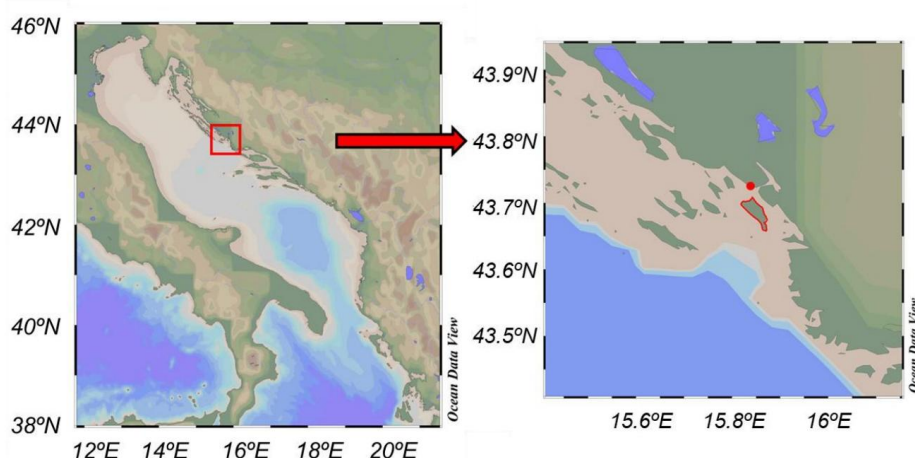 46ºN
44ºN
42ºN
40ºN
38ºN
12ºE 14ºE 16ºE 18ºE 20ºE
Ocean Data View
43.9ºN
43.8ºN
43.7ºN
43.6ºN
43.5ºN
15.6ºE 15.8ºE 16ºE
Ocean Data View